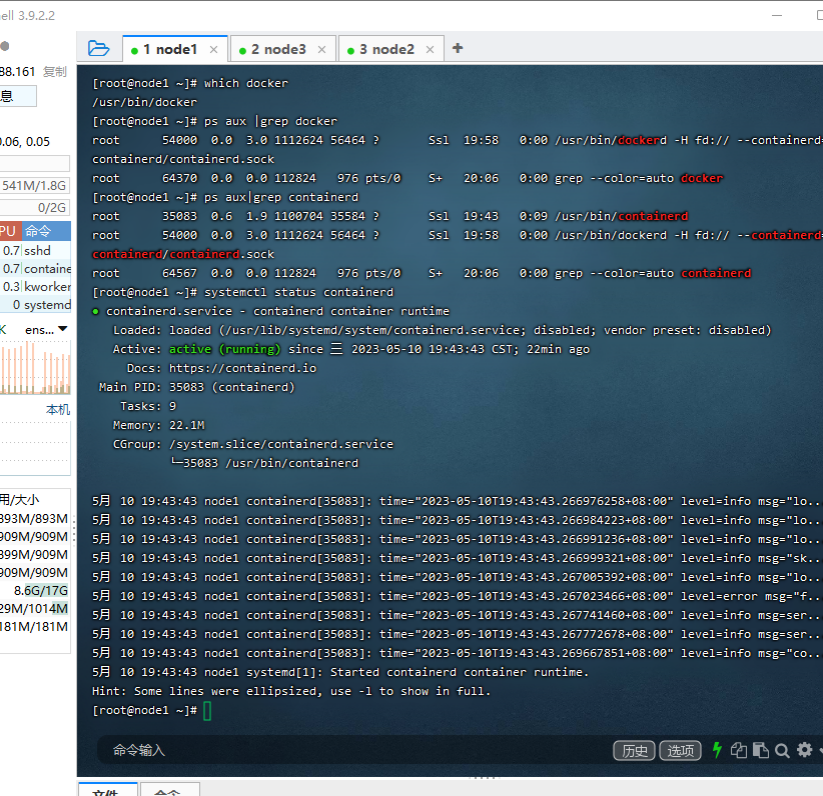 ell 3.9.2.2
88.161 复制
息
0.06, 0.05
541M/1.8G
0/2G
PU 命令
0.7 sshd
0.7 containe
0.3 kworker
0 systemd
ens...
本机
用/大小
893M/893M
909M/909M
899M/909M
909M/909M
8.6G/17G
29M/1014M
181M/181M
1 node1 × 2 node3 × 3 node2 × +
[root@node1 ~]# which docker
/usr/bin/docker
[root@node1 ~]# ps aux |grep docker
root 54000 0.0 3.0 1112624 56464 ? Ssl 19:58 0:00 /usr/bin/dockerd -H fd:// --containerd=
containerd/containerd.sock
root 64370 0.0 0.0 112824 976 pts/0 S+ 20:06 0:00 grep --color=auto docker
[root@node1 ~]# ps aux|grep containerd
root 35083 0.6 1.9 1100704 35584 ? Ssl 19:43 0:09 /usr/bin/containerd
root 54000 0.0 3.0 1112624 56464 ? Ssl 19:58 0:00 /usr/bin/dockerd -H fd:// --containerd=
containerd/containerd.sock
root 64567 0.0 0.0 112824 976 pts/0 S+ 20:06 0:00 grep --color=auto containerd
[root@node1 ~]# systemctl status containerd
● containerd.service - containerd container runtime
Loaded: loaded (/usr/lib/systemd/system/containerd.service; disabled; vendor preset: disabled)
Active: active (running) since 三 2023-05-10 19:43:43 CST; 22min ago
Docs: https://containerd.io
Main PID: 35083 (containerd)
Tasks: 9
Memory: 22.1M
CGroup: /system.slice/containerd.service
└─35083 /usr/bin/containerd
5月 10 19:43:43 node1 containerd[35083]: time="2023-05-10T19:43:43.266976258+08:00" level=info msg="lo...
5月 10 19:43:43 node1 containerd[35083]: time="2023-05-10T19:43:43.266984223+08:00" level=info msg="lo...
5月 10 19:43:43 node1 containerd[35083]: time="2023-05-10T19:43:43.266991236+08:00" level=info msg="lo...
5月 10 19:43:43 node1 containerd[35083]: time="2023-05-10T19:43:43.266999321+08:00" level=info msg="sk...
5月 10 19:43:43 node1 containerd[35083]: time="2023-05-10T19:43:43.267005392+08:00" level=info msg="lo...
5月 10 19:43:43 node1 containerd[35083]: time="2023-05-10T19:43:43.267023466+08:00" level=error msg="f...
5月 10 19:43:43 node1 containerd[35083]: time="2023-05-10T19:43:43.267741460+08:00" level=info msg=ser...
5月 10 19:43:43 node1 containerd[35083]: time="2023-05-10T19:43:43.267772678+08:00" level=info msg=ser...
5月 10 19:43:43 node1 containerd[35083]: time="2023-05-10T19:43:43.269667851+08:00" level=info msg="co...
5月 10 19:43:43 node1 systemd[1]: Started containerd container runtime.
Hint: Some lines were ellipsized, use -l to show in full.
[root@node1 ~]#
命令输入 历史 选项
文件 命令